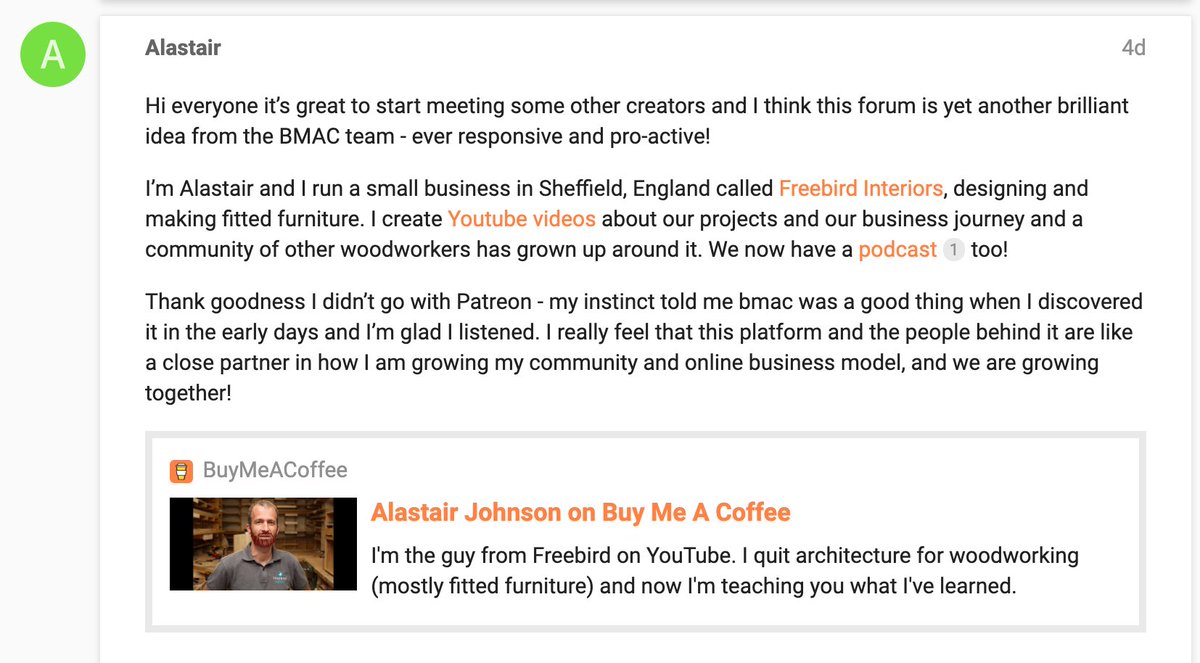 A
Alastair
4d
Hi everyone it’s great to start meeting some other creators and I think this forum is yet another brilliant
idea from the BMAC team - ever responsive and pro-active!
I’m Alastair and I run a small business in Sheffield, England called Freebird Interiors, designing and
making fitted furniture. I create Youtube videos about our projects and our business journey and a
community of other woodworkers has grown up around it. We now have a podcast 1 too!
Thank goodness I didn’t go with Patreon - my instinct told me bmac was a good thing when I discovered
it in the early days and I’m glad I listened. I really feel that this platform and the people behind it are like
a close partner in how I am growing my community and online business model, and we are growing
together!
BuyMeACoffee
Alastair Johnson on Buy Me A Coffee
I'm the guy from Freebird on YouTube. I quit architecture for woodworking
(mostly fitted furniture) and now I'm teaching you what I've learned.